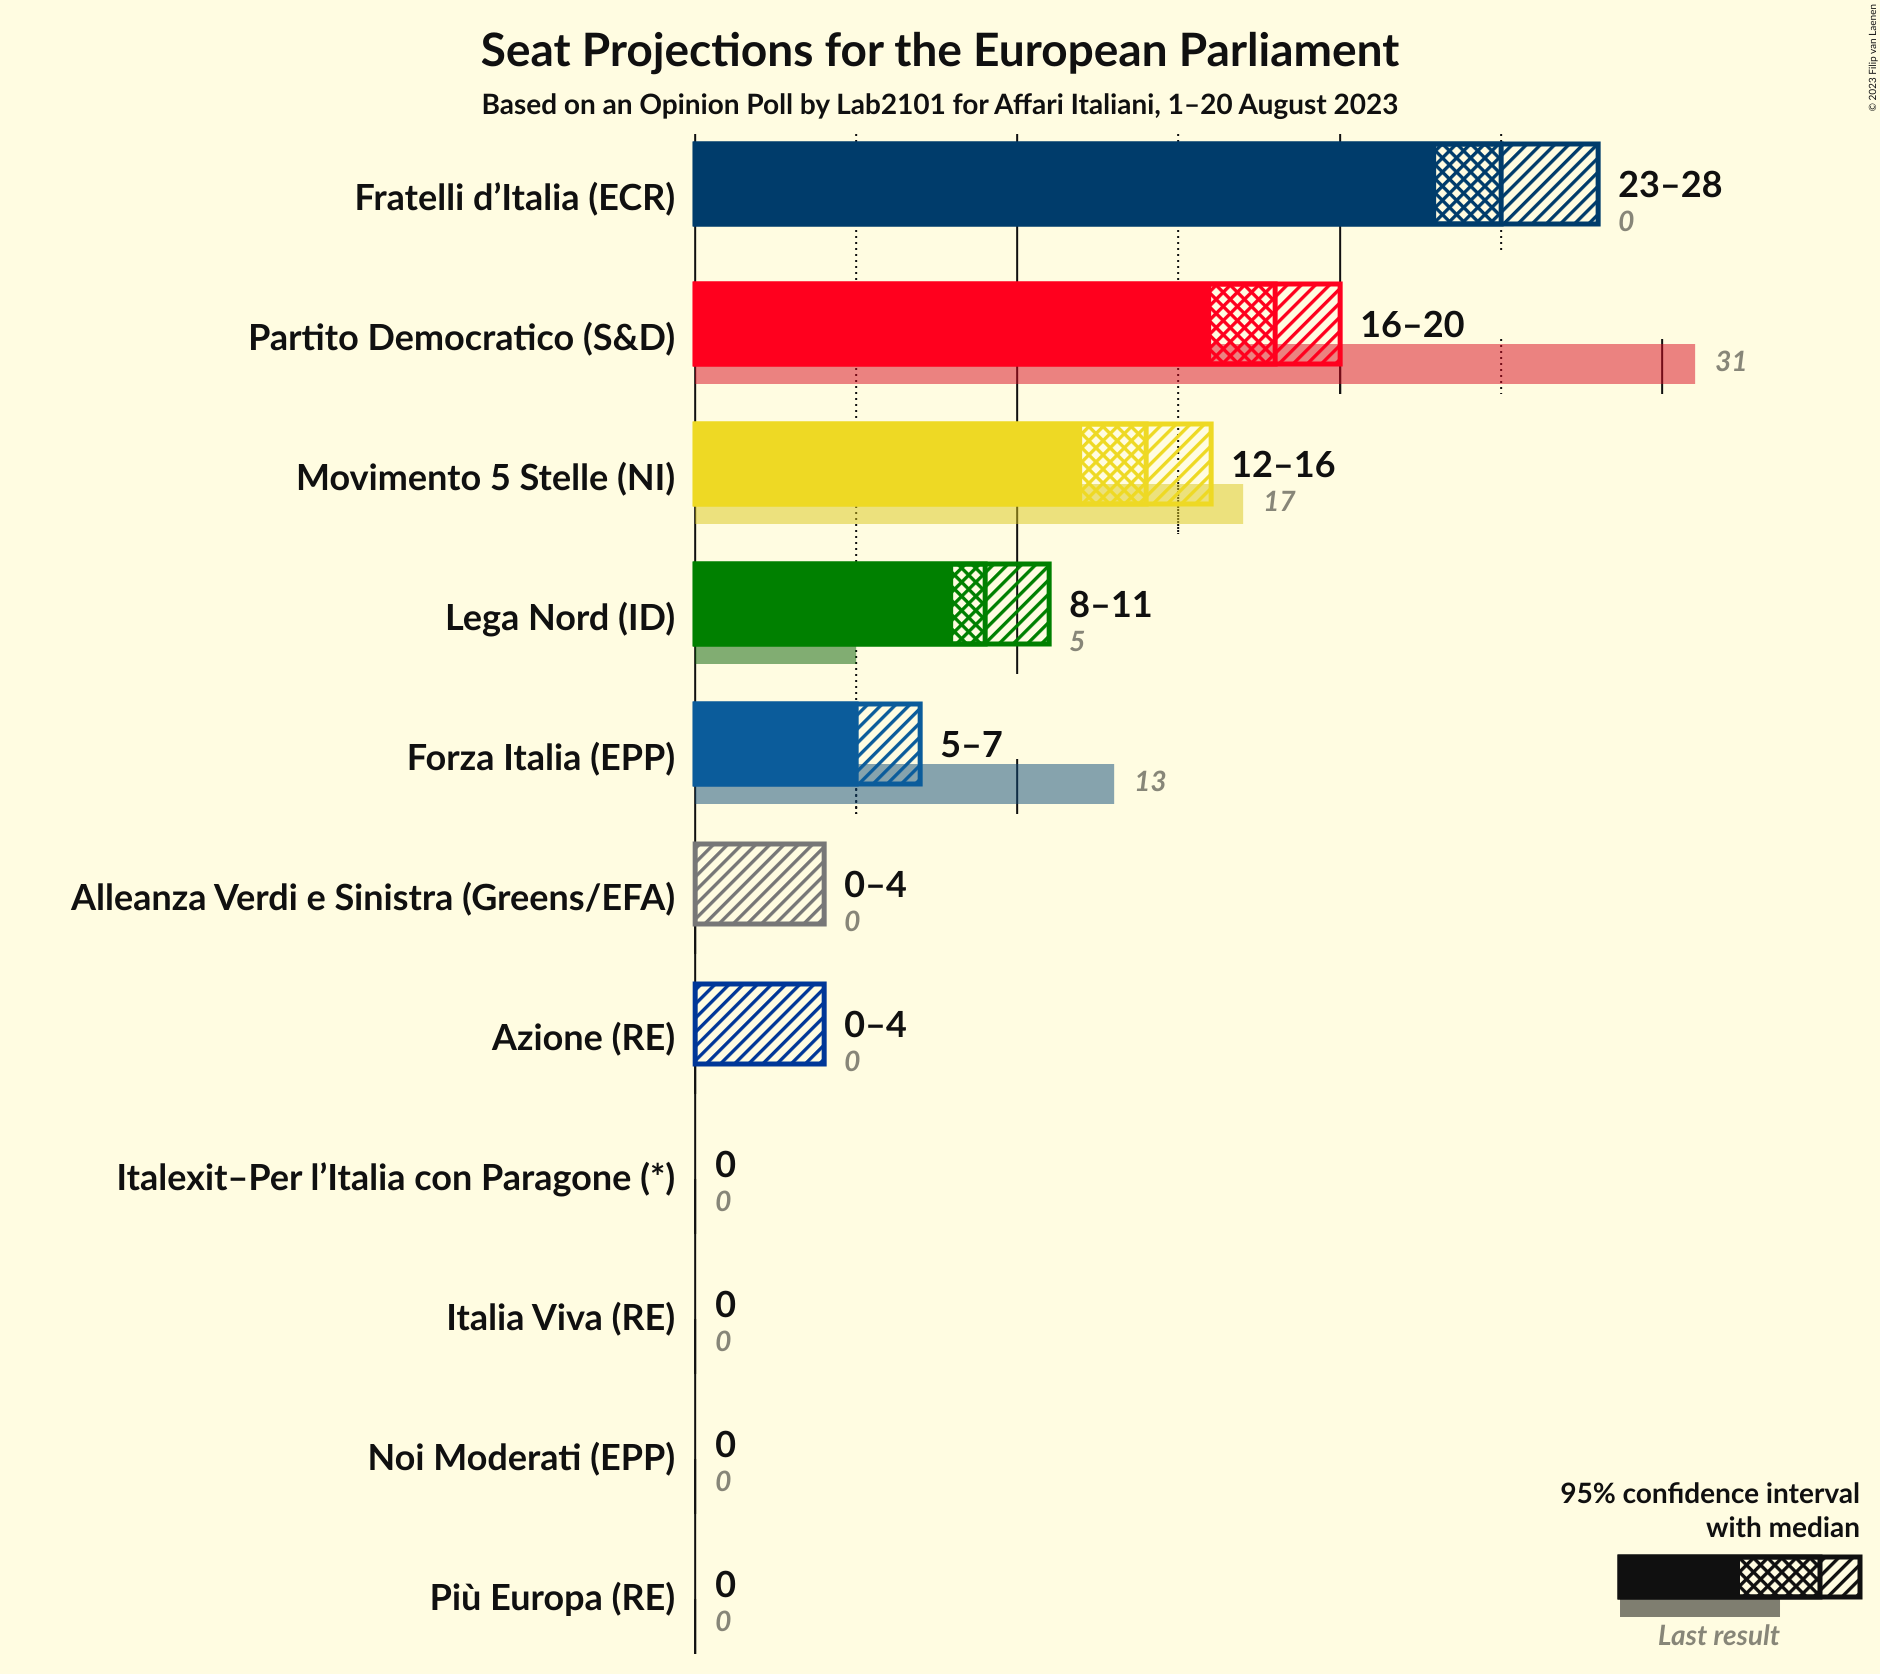 Seat Projections for the European Parliament
Based on an Opinion Poll by Lab2101 for Affari Italiani, 1–20 August 2023
© 2023 Filip van Laenen
Fratelli d’Italia (ECR)
23–28
0
Partito Democratico (S&D)
16–20
31
Movimento 5 Stelle (NI)
12–16
17
Lega Nord (ID)
8–11
5
Forza Italia (EPP)
5–7
13
Alleanza Verdi e Sinistra (Greens/EFA)
0–4
0
Azione (RE)
0–4
0
Italexit–Per l’Italia con Paragone (*)
0
0
Italia Viva (RE)
0
0
Noi Moderati (EPP)
0
0
Più Europa (RE)
0
0
95% confidence interval
with median
Last result